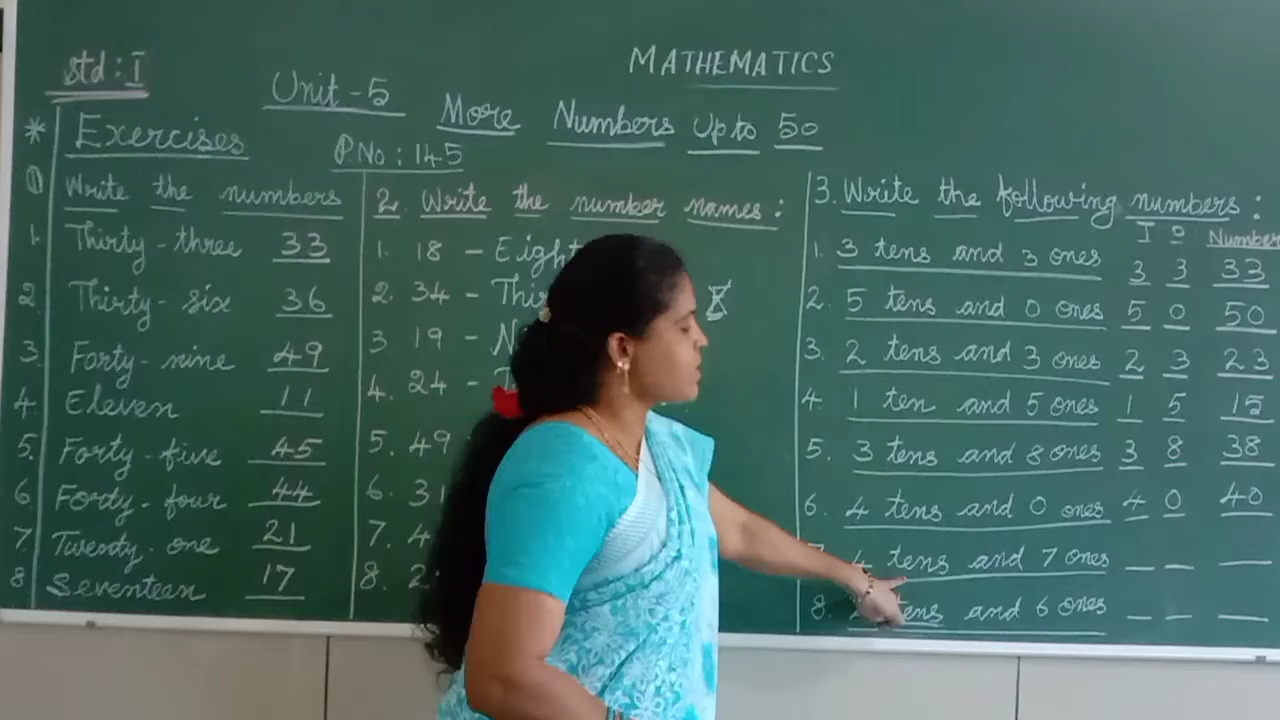 MATHEMATICS
std : I
Unit - 5 More Numbers Up to 50
* Exercises P.No : 145
1) Write the numbers
1. Thirty - three 33
2. Thirty - six 36
3. Forty - nine 49
4. Eleven 11
5. Forty - five 45
6. Forty - four 44
7. Twenty - one 21
8 Seventeen 17
2. Write the number names :
1. 18 - Eight
2. 34 - Thir
3 19 - N
4. 24 -
5. 49
6. 31
7. 4
8. 2
3. Write the following numbers :
T O Number
1. 3 tens and 3 ones 3 3 33
2. 5 tens and 0 ones 5 0 50
3. 2 tens and 3 ones 2 3 23
4. 1 ten and 5 ones 1 5 15
5. 3 tens and 8 ones 3 8 38
6. 4 tens and 0 ones 4 0 40
4 tens and 7 ones _ _ _
8. tens and 6 ones _ _ _